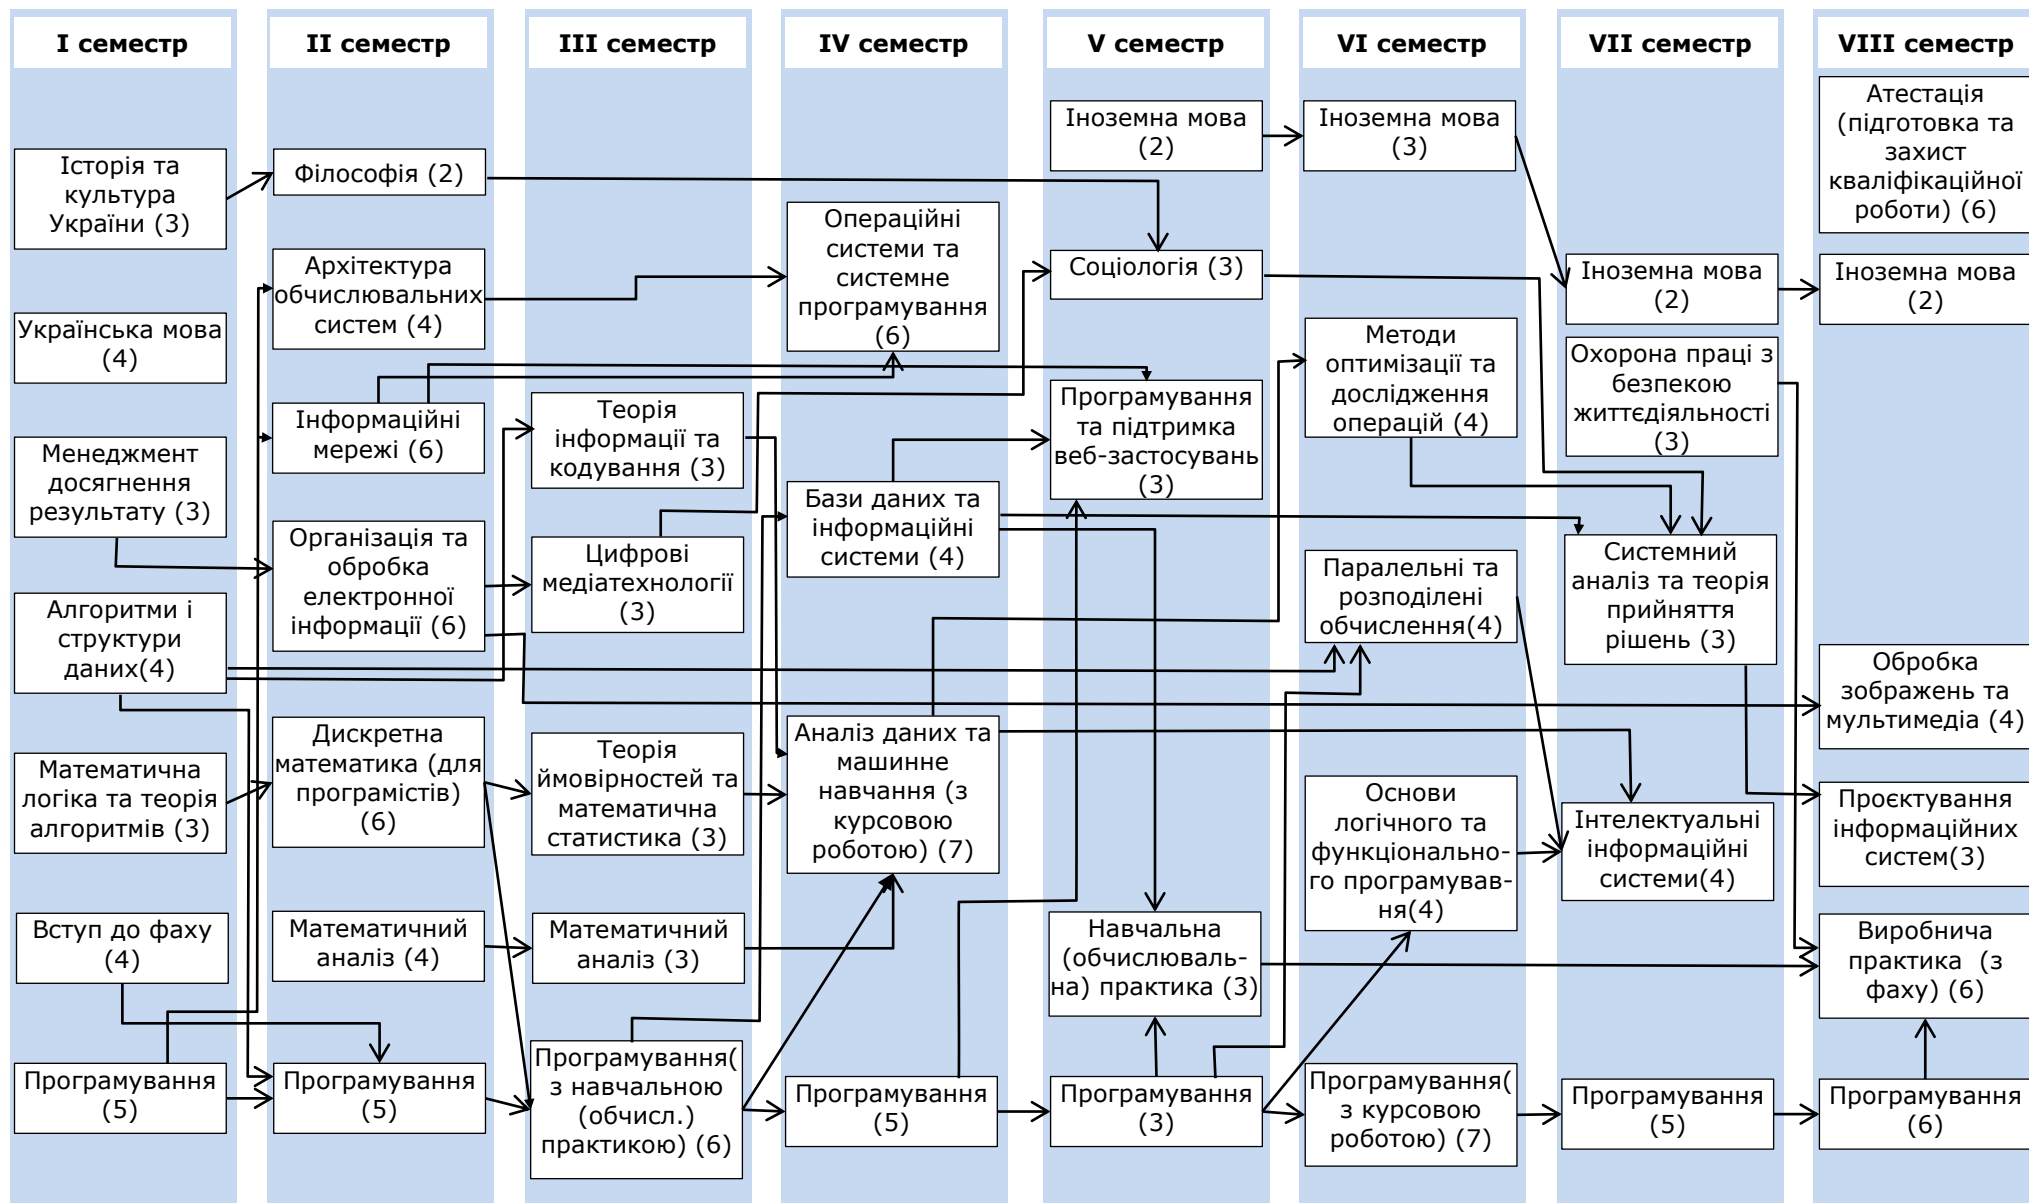 I семестр
Історія та
культура
України (3)
Українська мова
(4)
Менеджмент
досягнення
результату (3)
Алгоритми і
структури
даних(4)
Математична
логіка та теорія
алгоритмів (3)
Вступ до фаху
(4)
Програмування
(5)
II семестр
Філософія (2)
Архітектура
обчислювальних
систем (4)
Інформаційні
мережі (6)
Організація та
обробка
електронної
інформації (6)
Дискретна
математика (для
програмістів)
(6)
Математичний
аналіз (4)
Програмування
(5)
III семестр
Теорія
інформації та
кодування (3)
Цифрові
медіатехнології
(3)
Теорія
ймовірностей та
математична
статистика (3)
Математичний
аналіз (3)
Програмування(
з навчальною
(обчисл.)
практикою) (6)
IV семестр
Операційні
системи та
системне
програмування
(6)
Бази даних та
інформаційні
системи (4)
Аналіз даних та
машинне
навчання (з
курсовою
роботою) (7)
Програмування
(5)
V семестр
Іноземна мова
(2)
Соціологія (3)
Програмування
та підтримка
веб-застосувань
(3)
Навчальна
(обчислюваль-
на) практика (3)
Програмування
(3)
VI семестр
Іноземна мова
(3)
Методи
оптимізації та
дослідження
операцій (4)
Паралельні та
розподілені
обчислення(4)
Основи
логічного та
функціонально-
го програмував-
ня(4)
Програмування(
з курсовою
роботою) (7)
VII семестр
Іноземна мова
(2)
Охорона праці з
безпекою
життєдіяльності
(3)
Системний
аналіз та теорія
прийняття
рішень (3)
Інтелектуальні
інформаційні
системи(4)
Програмування
(5)
VIII семестр
Атестація
(підготовка та
захист
кваліфікаційної
роботи) (6)
Іноземна мова
(2)
Обробка
зображень та
мультимедіа (4)
Проєктування
інформаційних
систем(3)
Виробнича
практика (з
фаху) (6)
Програмування
(6)